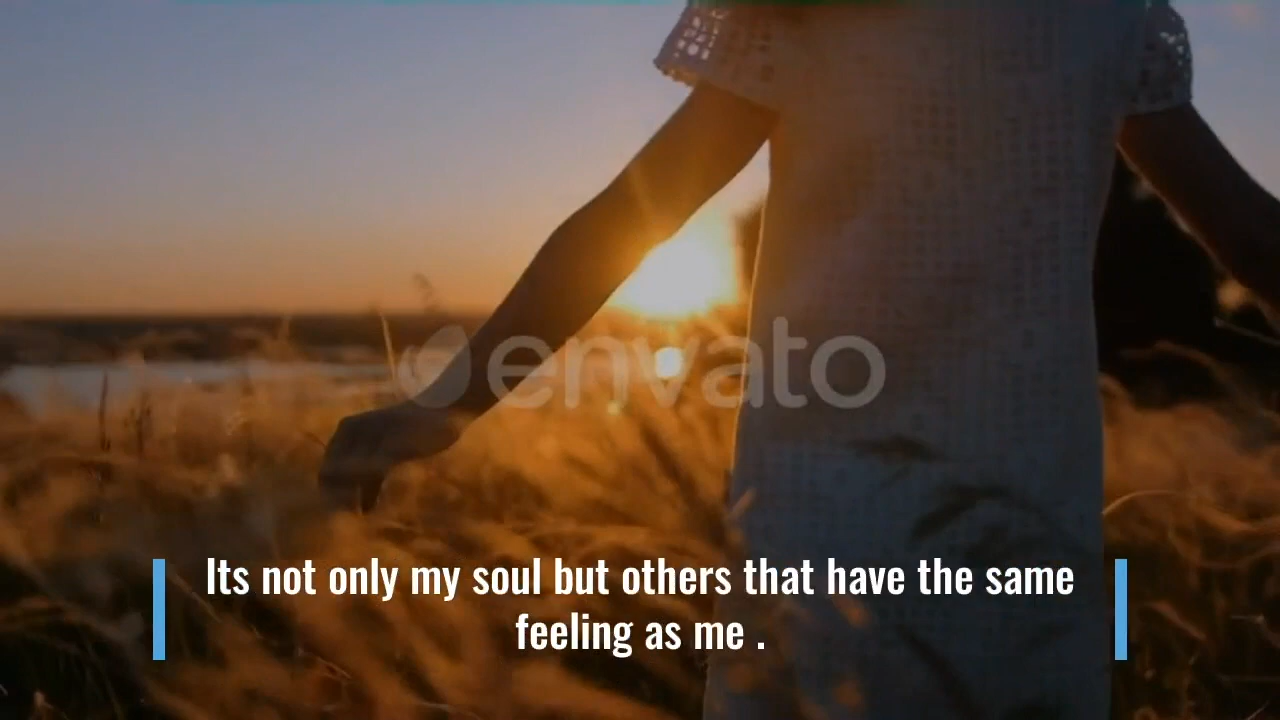 envato
Its not only my soul but others that have the same
feeling as me .